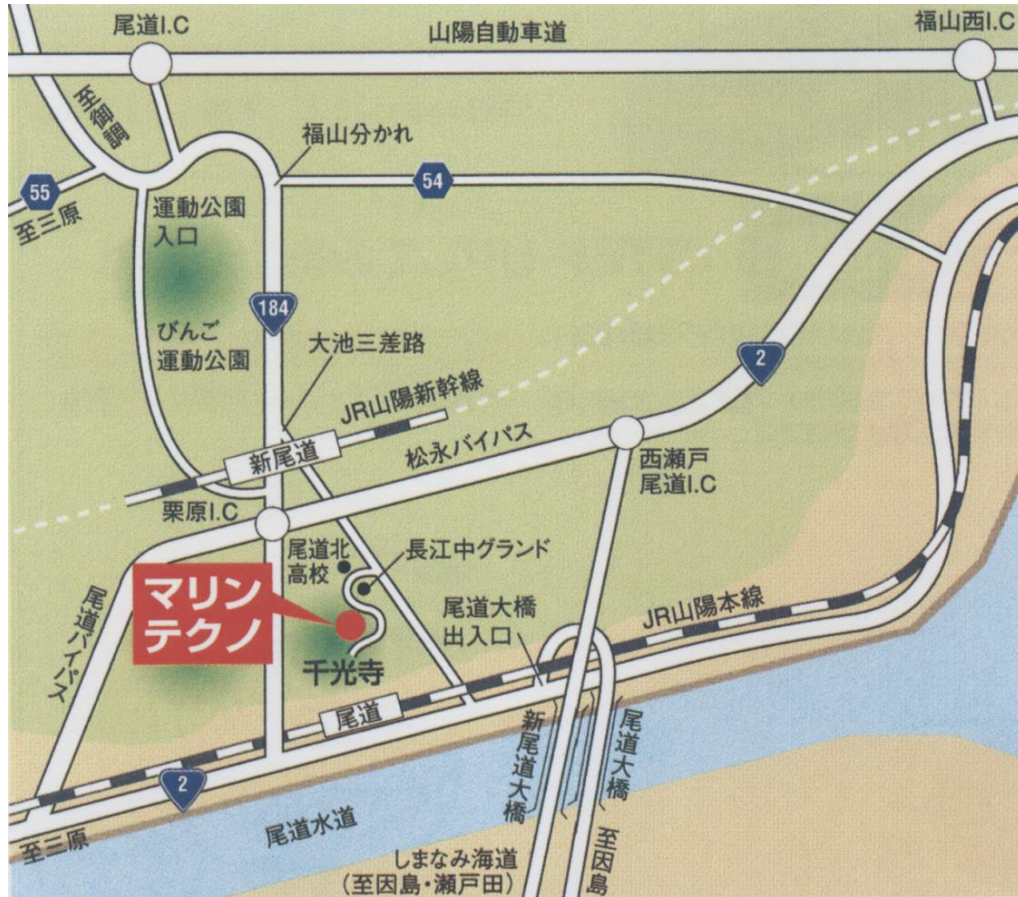 尾道I.C
山陽自動車道
福山西I.C
至御調
福山分かれ
55
54
至三原
運動公園
入口
184
びんご
運動公園
大池三差路
2
JR山陽新幹線
新尾道
松永バイパス
西瀬戸
尾道I.C
栗原I.C
尾道北
高校
長江中グランド
マリン
テクノ
尾道バイパス
千光寺
尾道大橋
出入口
JR山陽本線
尾道
2
新尾道大橋
尾道大橋
尾道水道
至三原
しまなみ海道
(至因島・瀬戸田)
至因島